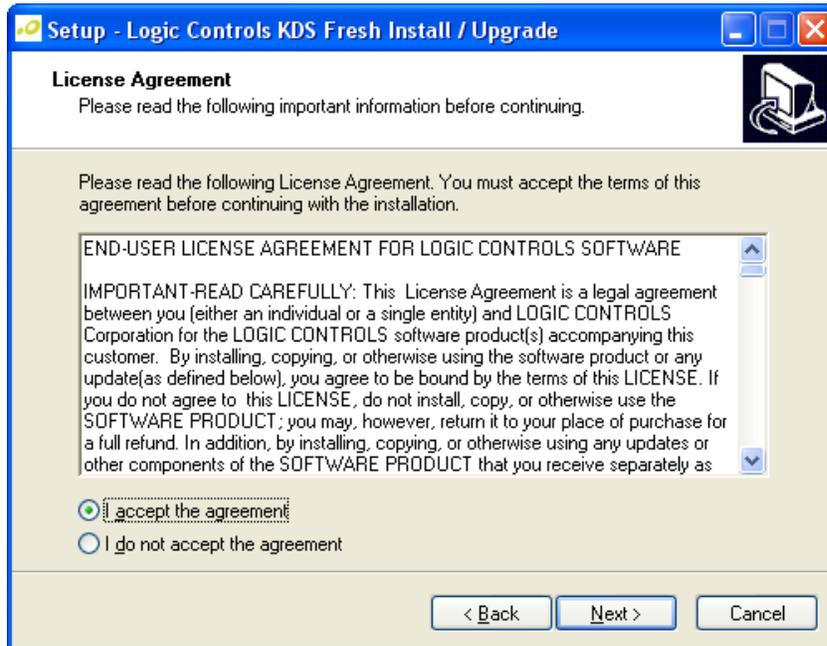 Setup - Logic Controls KDS Fresh Install / Upgrade
License Agreement
Please read the following important information before continuing.
Please read the following License Agreement. You must accept the terms of this
agreement before continuing with the installation.
END-USER LICENSE AGREEMENT FOR LOGIC CONTROLS SOFTWARE
IMPORTANT-READ CAREFULLY: This  License Agreement is a legal agreement
between you (either an individual or a single entity) and LOGIC CONTROLS
Corporation for the LOGIC CONTROLS software product(s) accompanying this
customer.  By installing, copying, or otherwise using the software product or any
update(as defined below), you agree to be bound by the terms of this LICENSE. If
you do not agree to  this LICENSE, do not install, copy, or otherwise use the
SOFTWARE PRODUCT; you may, however, return it to your place of purchase for
a full refund. In addition, by installing, copying, or otherwise using any updates or
other components of the SOFTWARE PRODUCT that you receive separately as
I accept the agreement
I do not accept the agreement
< Back Next > Cancel